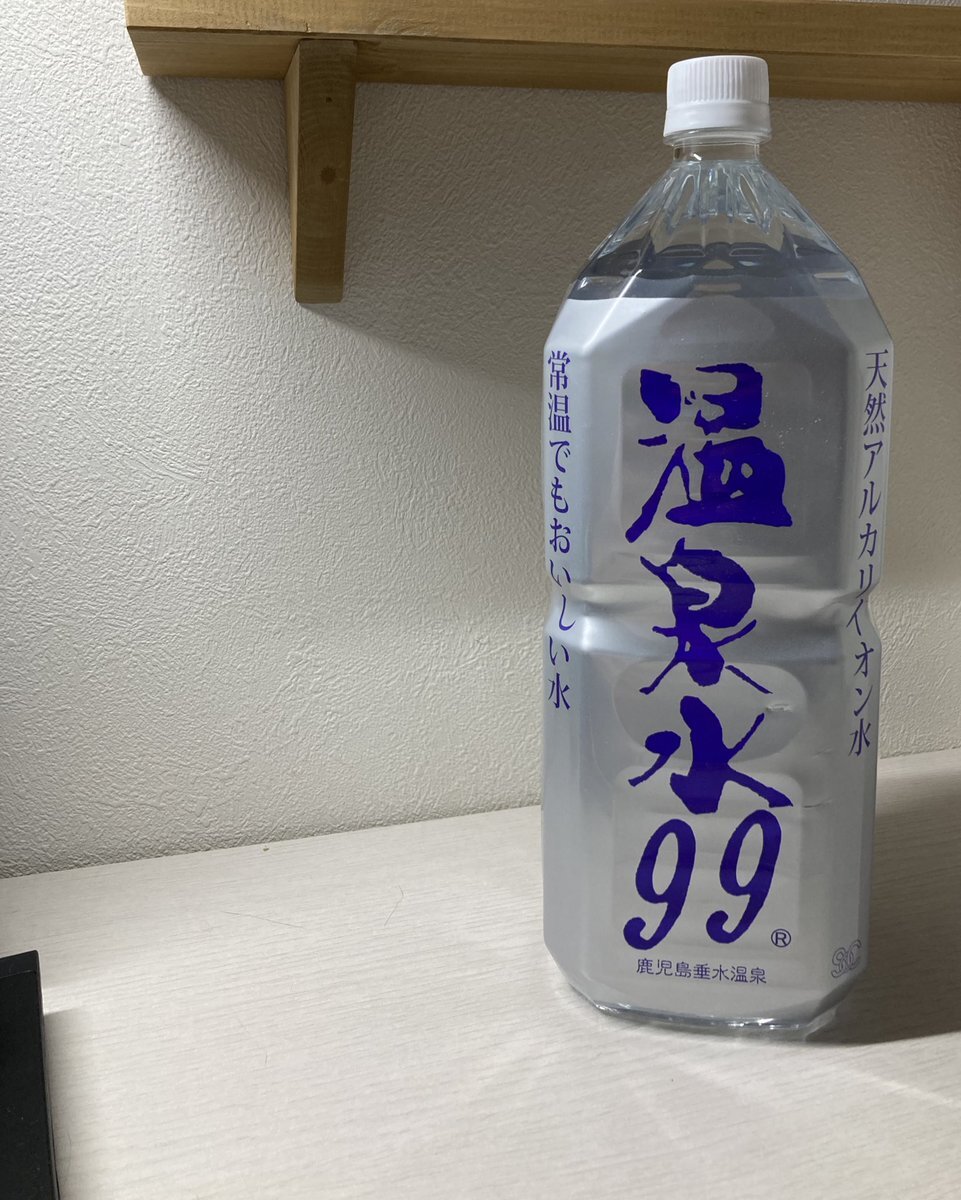 天然アルカリイオン水
温泉水99®
鹿児島垂水温泉
常温でもおいしい水